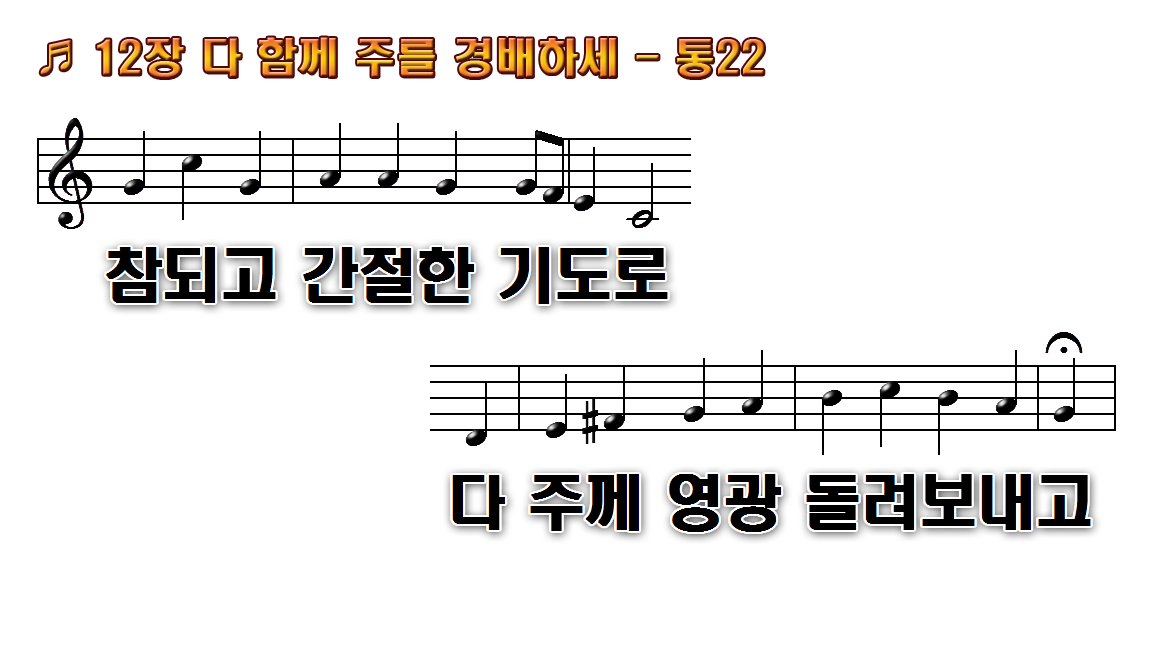 ♬ 12장 다 함께 주를 경배하세 - 통22
참되고 간절한 기도로
다 주께 영광 돌려보내고